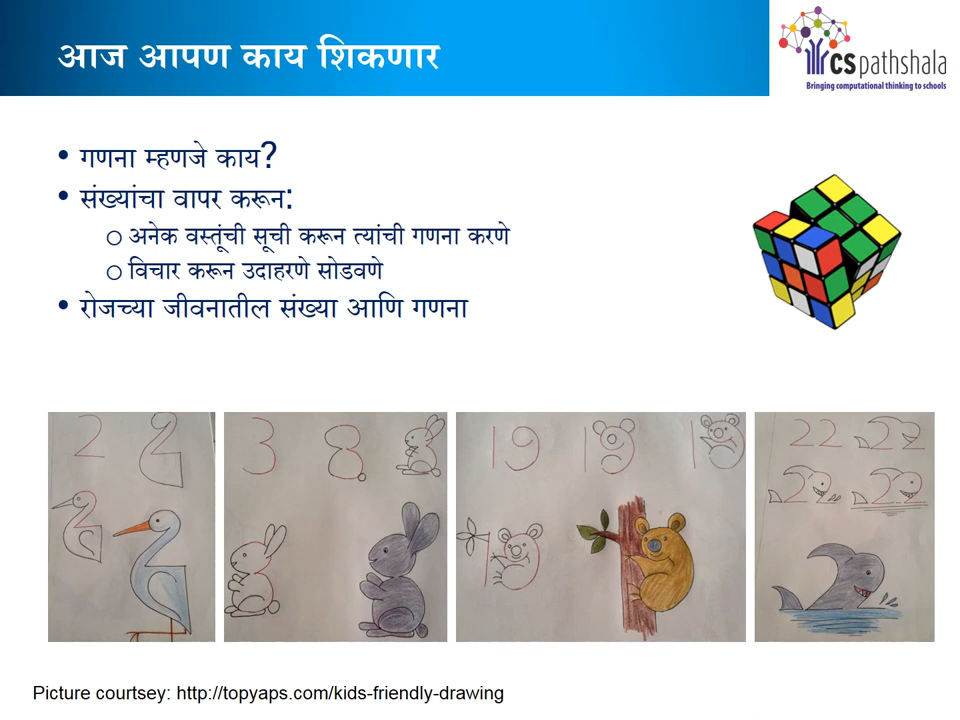 आज आपण काय शिकणार
CSpathshala
Bringing computational thinking to schools
• गणना म्हणजे काय?
• संख्यांचा वापर करून:
○ अनेक वस्तूंची सूची करून त्यांची गणना करणे
○ विचार करून उदाहरणे सोडवणे
• रोजच्या जीवनातील संख्या आणि गणना
2 2
3 8
19 19 19
22 22
22 22
Picture courtsey: http://topyaps.com/kids-friendly-drawing